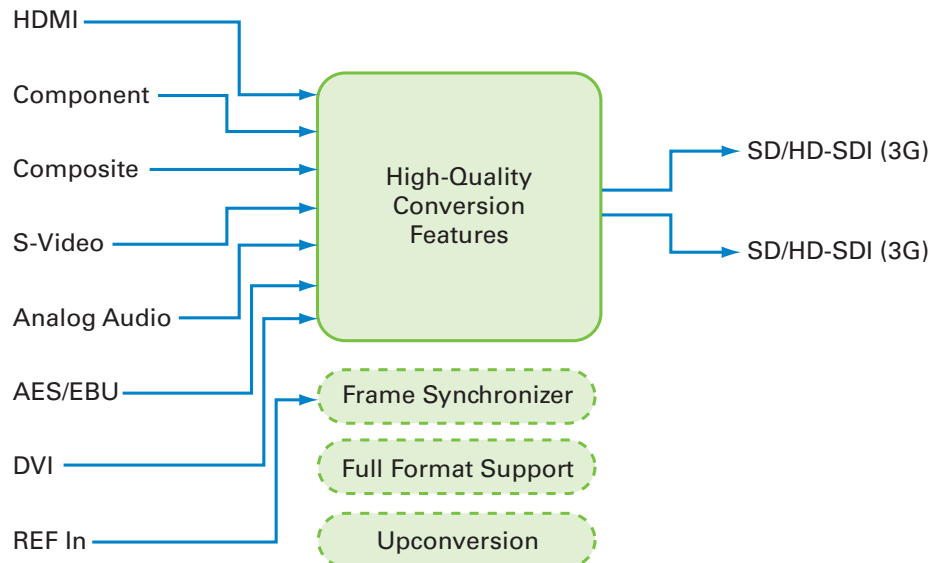 HDMI
Component
Composite
S-Video
Analog Audio
AES/EBU
DVI
REF In
High-Quality
Conversion
Features
Frame Synchronizer
Full Format Support
Upconversion
SD/HD-SDI (3G)
SD/HD-SDI (3G)